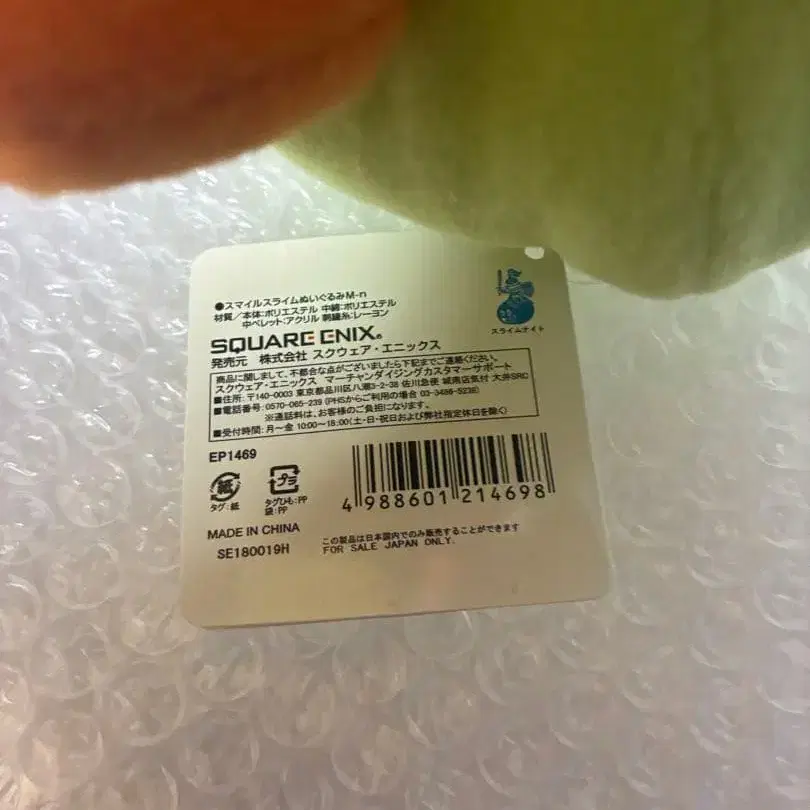 ●スマイルスライムぬいぐるみM-n
材質/本体:ポリエステル 中綿:ポリエステル
中ペレット:アクリル 刺繍糸:レーヨン
スライムナイト
SQUARE ENIX®
発売元 株式会社 スクウェア・エニックス
商品に関しまして、不都合な点がございましたら下記までご連絡ください。
スクウェア・エニックス マーチャンダイジングカスタマーサポート
■住所:〒140-0003 東京都品川区八潮3-2-38 佐川急便 城南店気付 大井SRC
■電話番号:0570-065-239 (PHSからご利用の場合 03-3458-5238)
※通話料は、お客様のご負担になります。
■受付時間:月〜金 10:00〜18:00(土・日・祝日および弊社指定休日を除く)
EP1469
紙
タグ:紙
プラ
タグひも:PP
袋:PP
4 988601 214698
MADE IN CHINA
SE180019H
この製品は日本国内でのみ販売することができます
FOR SALE JAPAN ONLY.